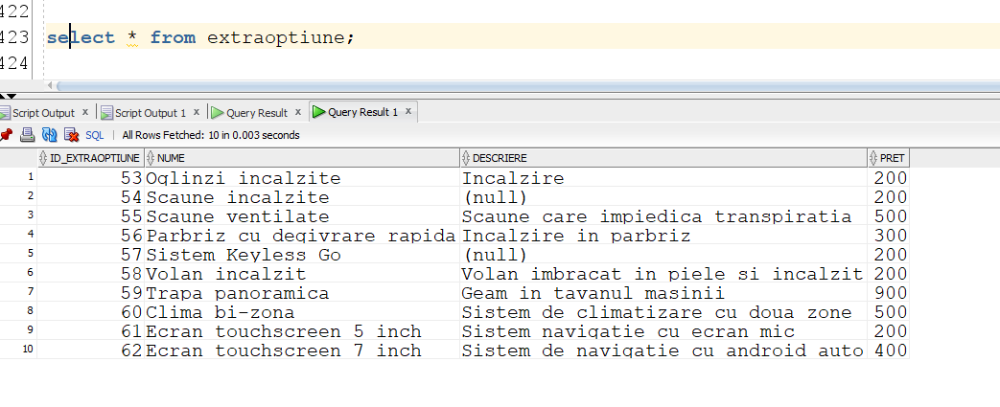 422
423 select * from extraoptiune;
424
Script Output x Script Output 1 x Query Result x Query Result 1 x
SQL | All Rows Fetched: 10 in 0.003 seconds
ID_EXTRAOPTIUNE NUME DESCRIERE PRET
1 53 Oglinzi incalzite Incalzire 200
2 54 Scaune incalzite (null) 200
3 55 Scaune ventilate Scaune care impiedica transpiratia 500
4 56 Parbriz cu degivrare rapida Incalzire in parbriz 300
5 57 Sistem Keyless Go (null) 200
6 58 Volan incalzit Volan imbracat in piele si incalzit 200
7 59 Trapa panoramica Geam in tavanul masinii 900
8 60 Clima bi-zona Sistem de climatizare cu doua zone 500
9 61 Ecran touchscreen 5 inch Sistem navigatie cu ecran mic 200
10 62 Ecran touchscreen 7 inch Sistem de navigatie cu android auto 400